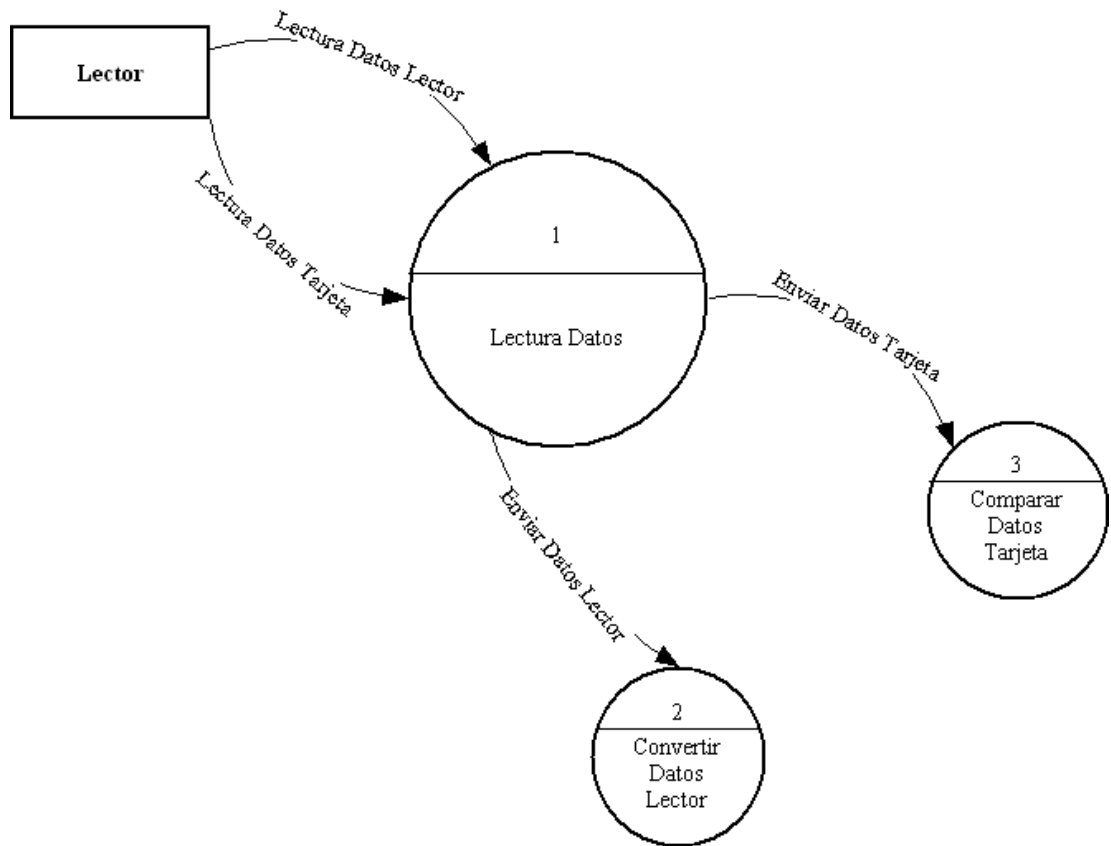 Lector
Lectura Datos Lector
Lectura Datos Tarjeta
1
Lectura Datos
Enviar Datos Tarjeta
Enviar Datos Lector
3
Comparar
Datos
Tarjeta
2
Convertir
Datos
Lector